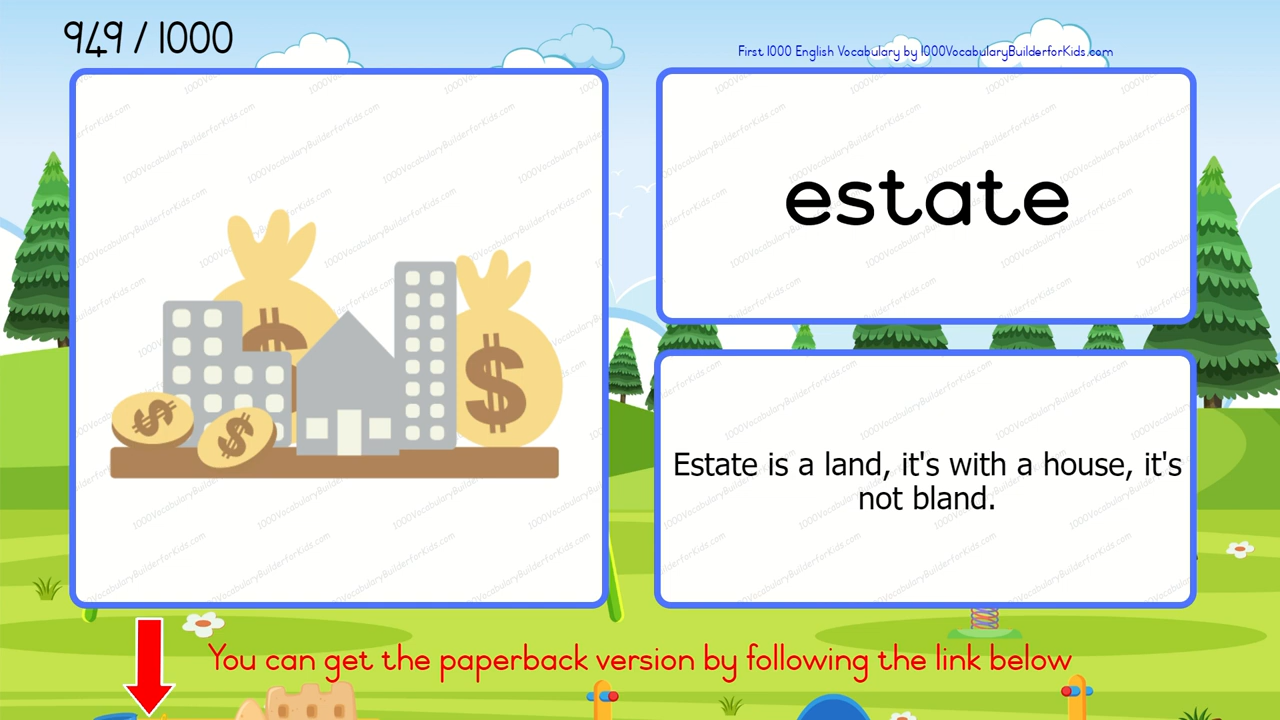 949 / 1000
First 1000 English Vocabulary by 1000VocabularyBuilderforKids.com
estate
Estate is a land, it's with a house, it's
not bland.
You can get the paperback version by following the link below